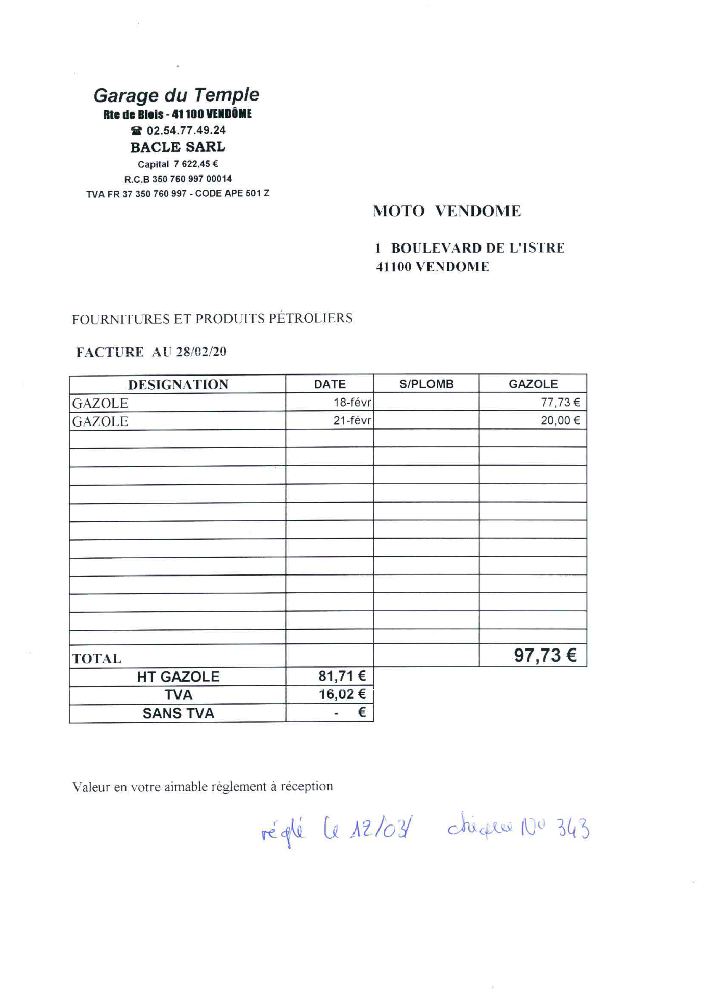 Garage du Temple
Rte de Blois - 41 100 VENDÔME
☎ 02.54.77.49.24
BACLE SARL
Capital 7 622,45 €
R.C.B 350 760 997 00014
TVA FR 37 350 760 997 - CODE APE 501 Z
MOTO VENDOME
1 BOULEVARD DE L'ISTRE
41100 VENDOME
FOURNITURES ET PRODUITS PÉTROLIERS
FACTURE AU 28/02/20
DESIGNATION DATE S/PLOMB GAZOLE
GAZOLE 18-févr 77,73 €
GAZOLE 21-févr 20,00 €
TOTAL 97,73 €
HT GAZOLE 81,71 €
TVA 16,02 €
SANS TVA - €
Valeur en votre aimable règlement à réception
réglé le 12/03/ chèque No 343